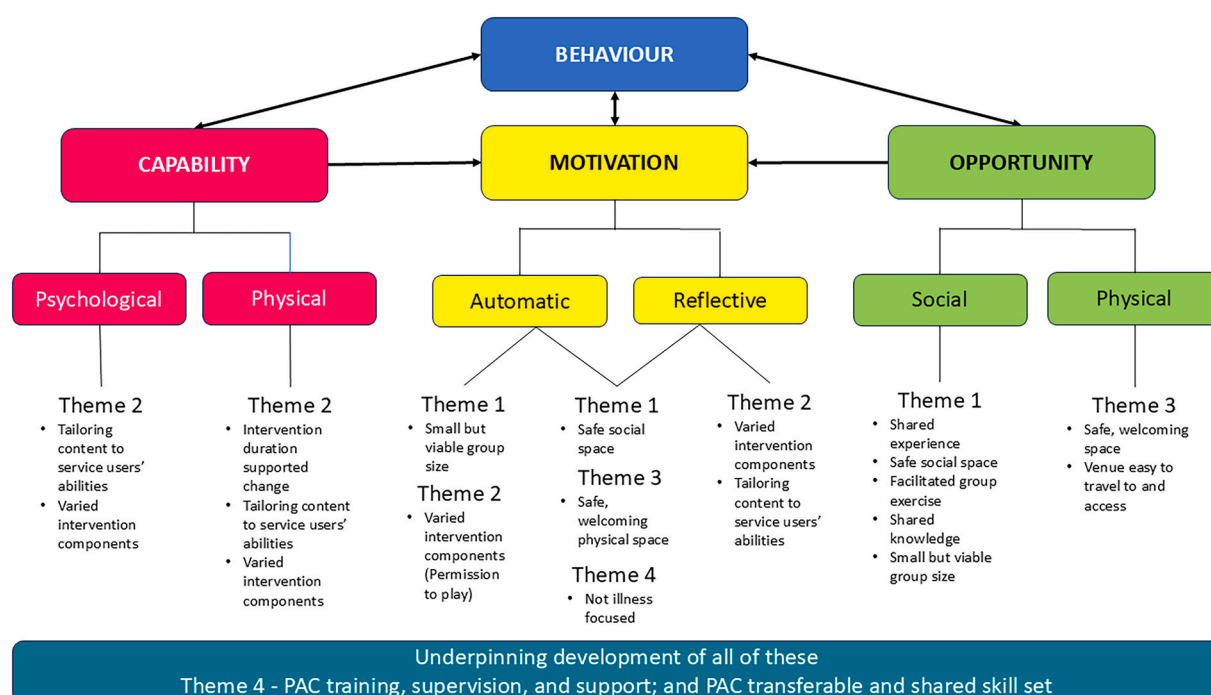 BEHAVIOUR
CAPABILITY
MOTIVATION
OPPORTUNITY
Psychological
Physical
Automatic
Reflective
Social
Physical
Theme 2
• Tailoring
content to
service users’
abilities
• Varied
intervention
components
Theme 2
• Intervention
duration
supported
change
• Tailoring content
to service users’
abilities
• Varied
intervention
components
Theme 1
• Small but
viable group
size
Theme 2
• Varied
intervention
components
(Permission
to play)
Theme 1
• Safe social
space
Theme 3
• Safe,
welcoming
physical space
Theme 4
• Not illness
focused
Theme 2
• Varied
intervention
components
• Tailoring
content to
service users’
abilities
Theme 1
• Shared
experience
• Safe social space
• Facilitated group
exercise
• Shared
knowledge
• Small but viable
group size
Theme 3
• Safe, welcoming
space
• Venue easy to
travel to and
access
Underpinning development of all of these
Theme 4 - PAC training, supervision, and support; and PAC transferable and shared skill set